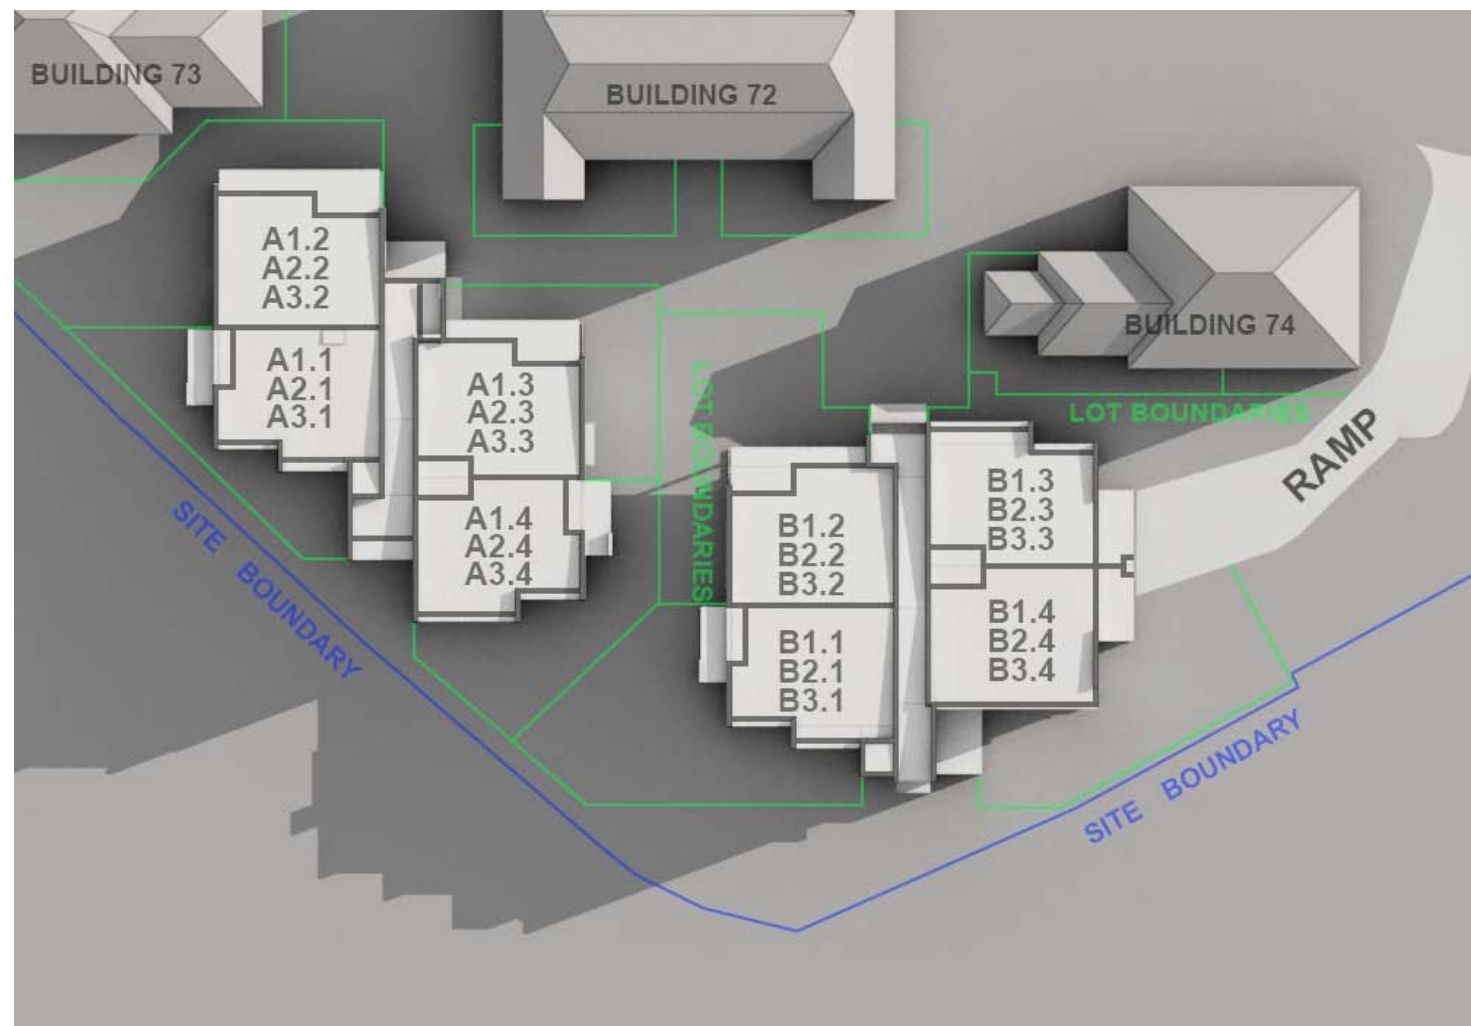 BUILDING 73
BUILDING 72
A1.2
A2.2
A3.2
BUILDING 74
A1.1
A2.1
A3.1
A1.3
A2.3
A3.3
LOT BOUNDARIES
LOT BOUNDARIES
RAMP
A1.4
A2.4
A3.4
B1.2
B2.2
B3.2
B1.3
B2.3
B3.3
SITE BOUNDARY
B1.1
B2.1
B3.1
B1.4
B2.4
B3.4
SITE BOUNDARY